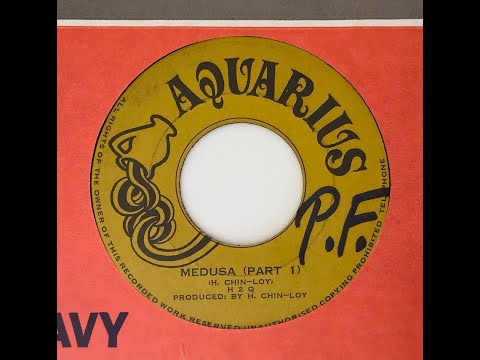 AQUARIUS
P.F.
MEDUSA (PART 1)
(H. CHIN-LOY)
H 2 Q
PRODUCED: BY H. CHIN-LOY
ALL RIGHTS OF THE OWNER OF THIS RECORDED WORK RESERVED UNAUTHORISED COPYING PROHIBITED TELEPHONE
AVY